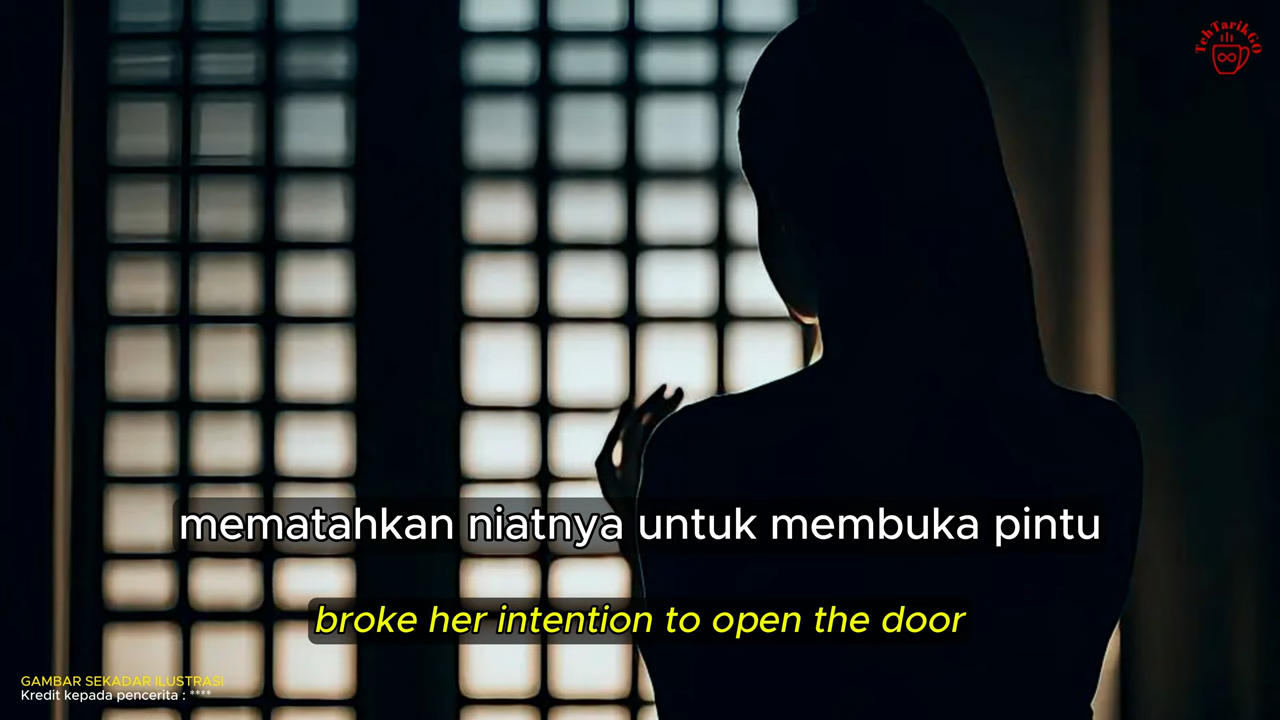 TehTarikGO
mematahkan niatnya untuk membuka pintu
broke her intention to open the door
GAMBAR SEKADAR ILUSTRASI
Kredit kepada pencerita : ****